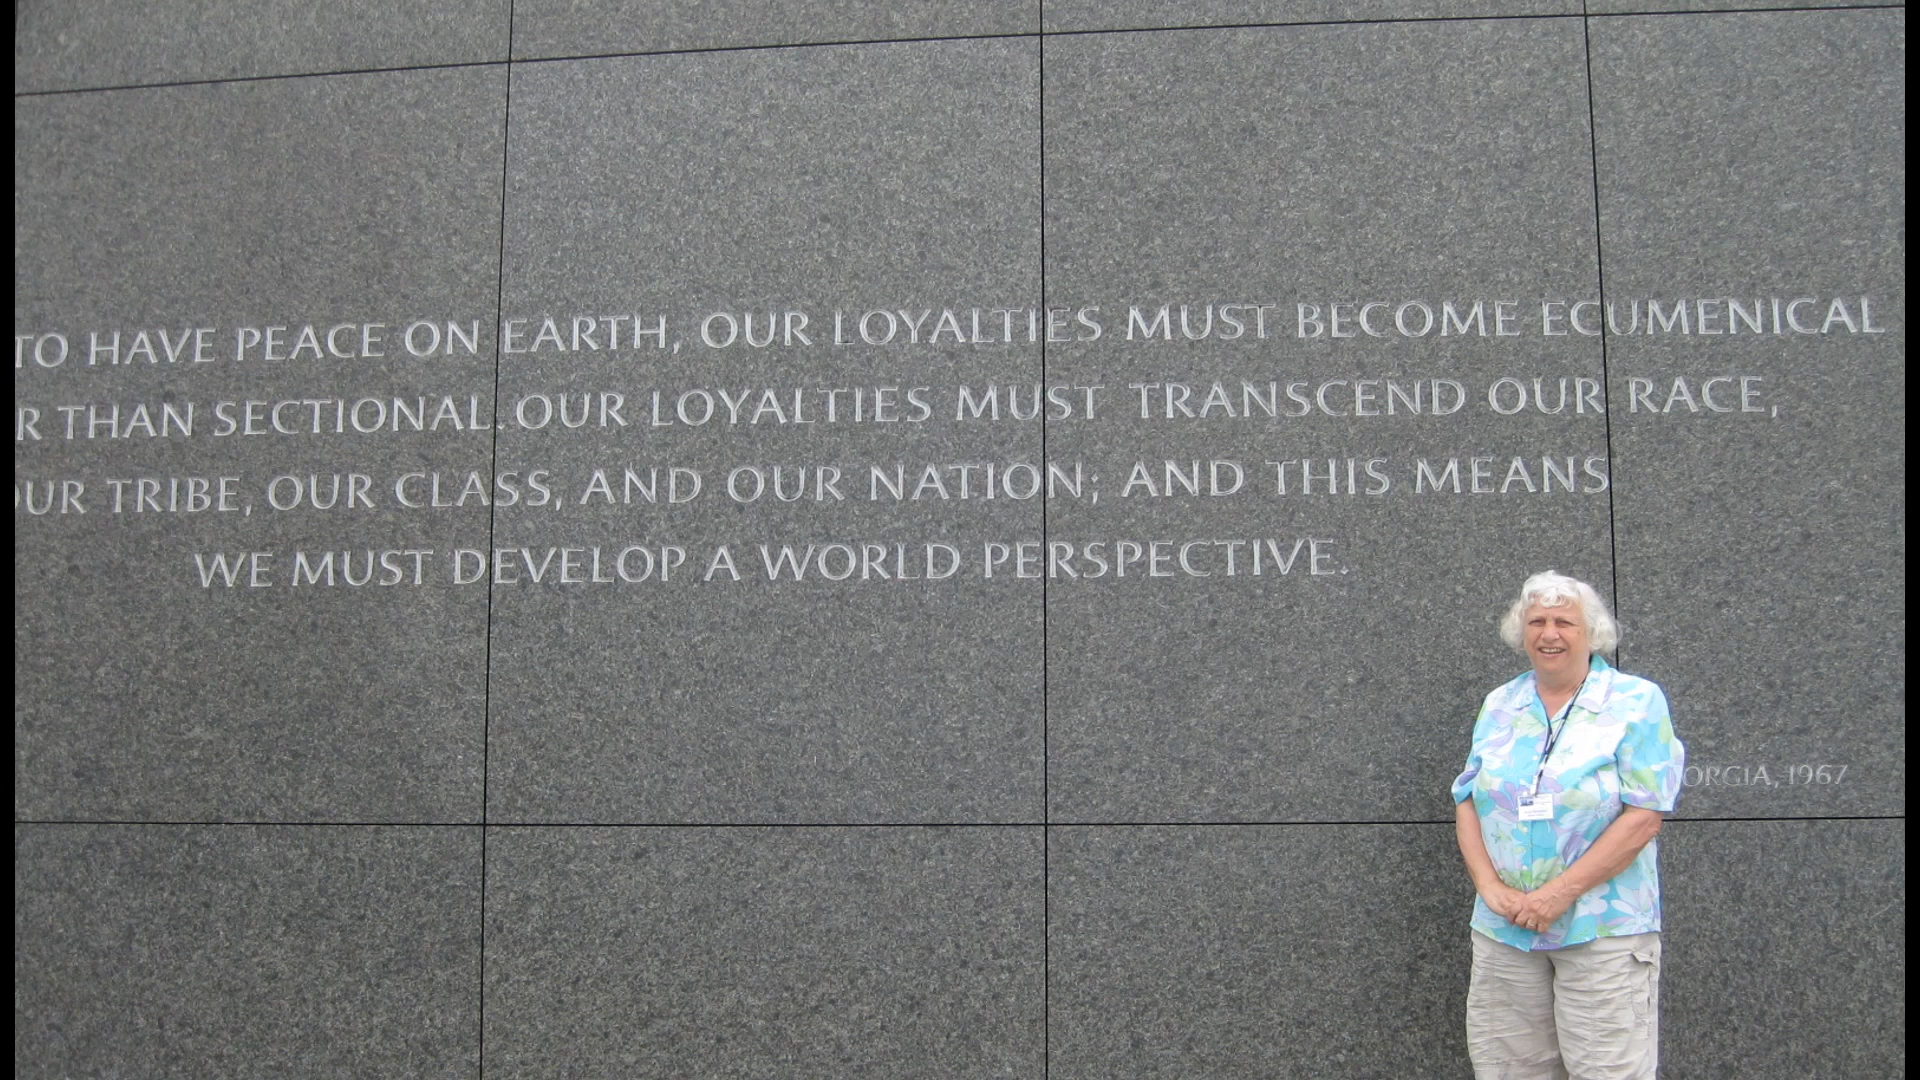 TO HAVE PEACE ON EARTH, OUR LOYALTIES MUST BECOME ECUMENICAL
R THAN SECTIONAL. OUR LOYALTIES MUST TRANSCEND OUR RACE,
OUR TRIBE, OUR CLASS, AND OUR NATION; AND THIS MEANS
WE MUST DEVELOP A WORLD PERSPECTIVE.
ORGIA, 1967